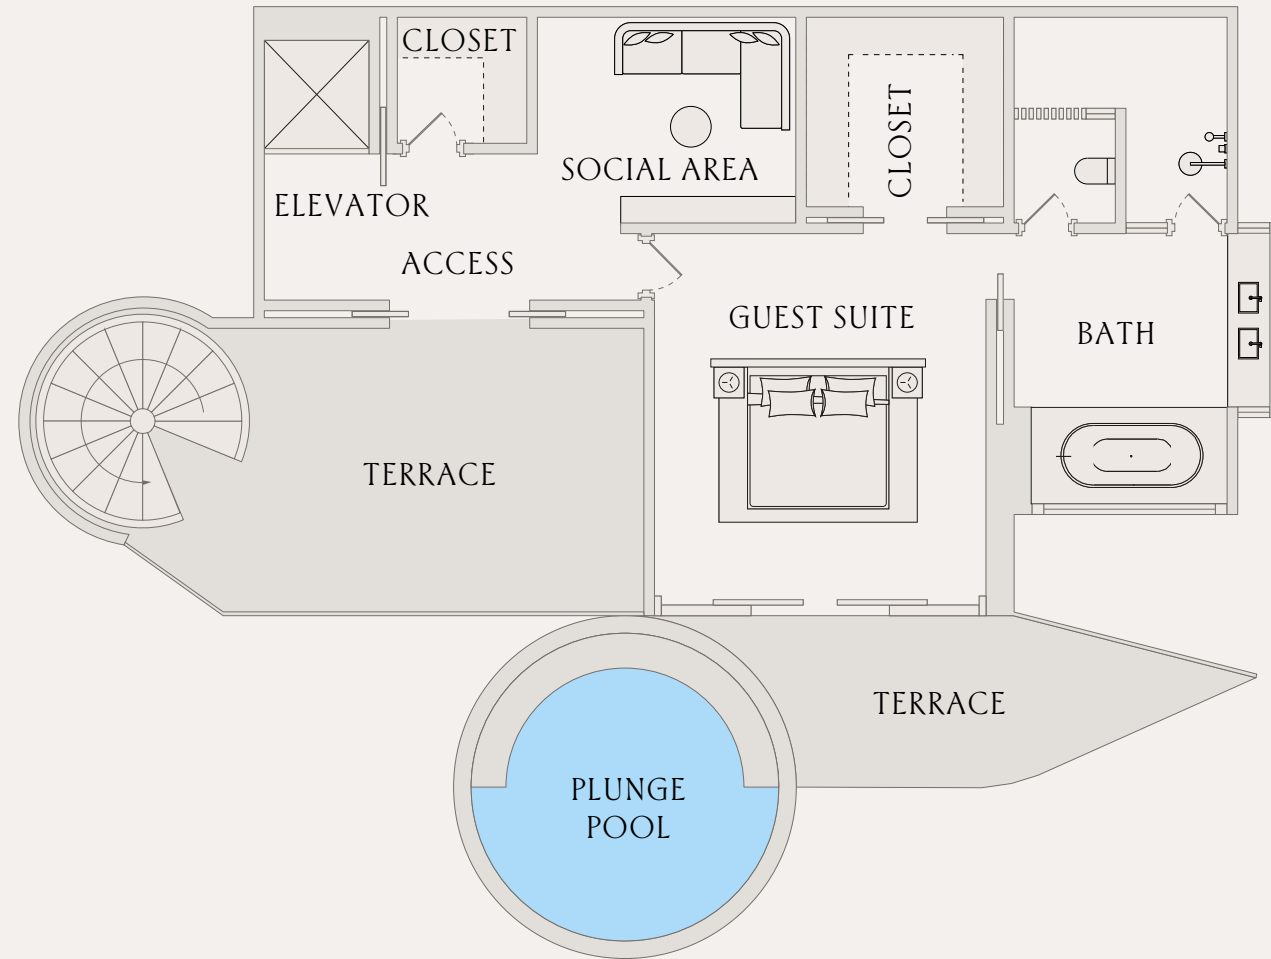 CLOSET
CLOSET
SOCIAL AREA
ELEVATOR
ACCESS
GUEST SUITE
BATH
TERRACE
TERRACE
PLUNGE
POOL